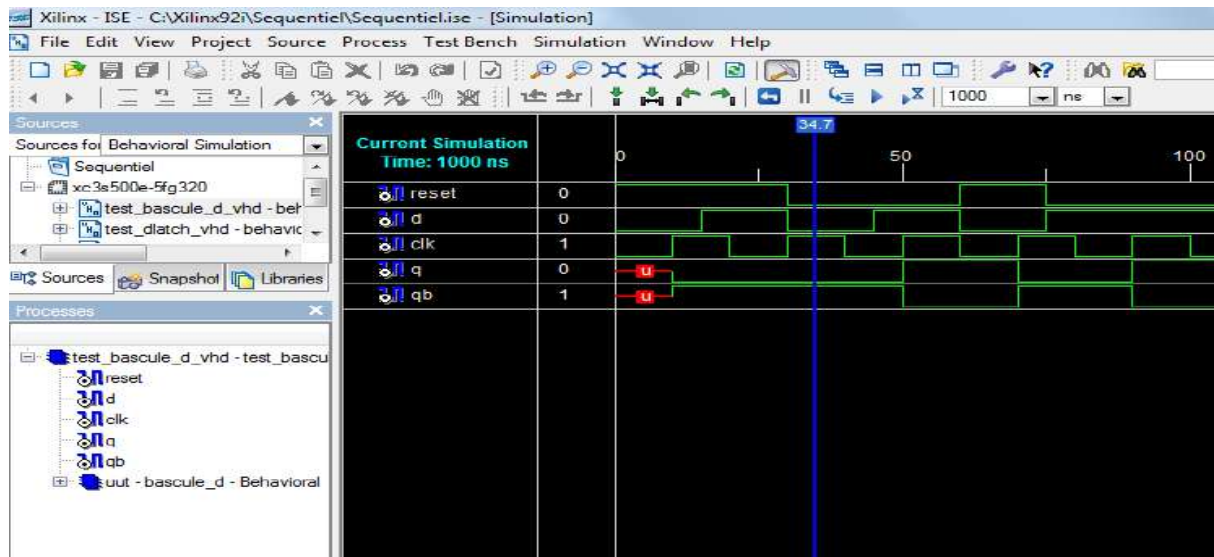 Xilinx - ISE - C:\Xilinx92i\Sequentiel\Sequentiel.ise - [Simulation]
File Edit View Project Source Process Test Bench Simulation Window Help
1000 ns
Sources
Sources for Behavioral Simulation
Sequentiel
xc3s500e-5fg320
test_bascule_d_vhd - beh
test_dlatch_vhd - behavic
Sources Snapshot Libraries
Processes
test_bascule_d_vhd - test_bascu
reset
d
clk
q
qb
uut - bascule_d - Behavioral
34.7
Current Simulation
Time: 1000 ns
0 50 100
reset 0
d 0
clk 1
q 0 U
qb 1 U